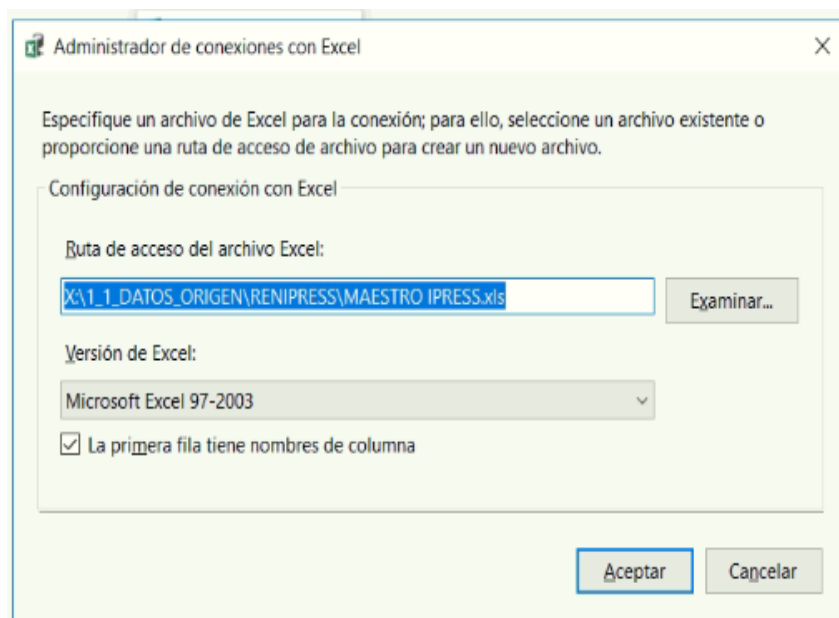 Administrador de conexiones con Excel
Especifique un archivo de Excel para la conexión; para ello, seleccione un archivo existente o
proporcione una ruta de acceso de archivo para crear un nuevo archivo.
Configuración de conexión con Excel
Ruta de acceso del archivo Excel:
X:\1_1_DATOS_ORIGEN\RENIPRESS\MAESTRO IPRESS.xls
Examinar...
Versión de Excel:
Microsoft Excel 97-2003
La primera fila tiene nombres de columna
Aceptar
Cancelar